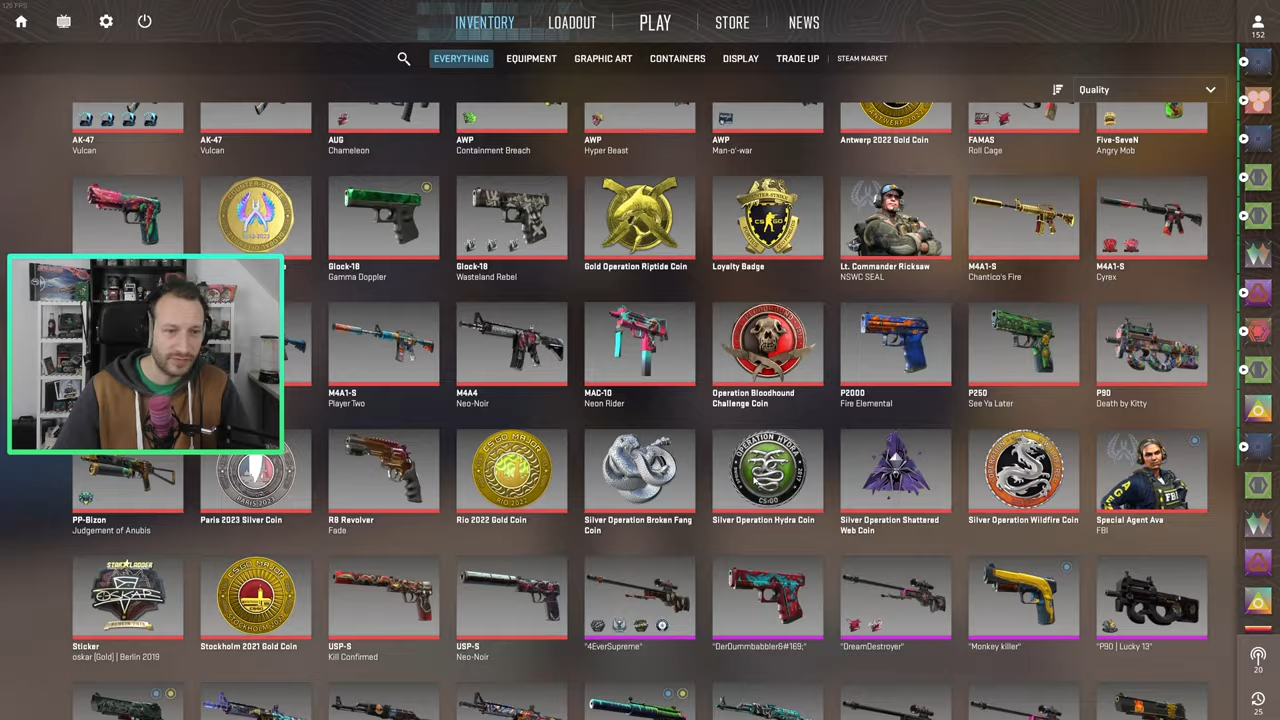 126 FPS
INVENTORY
LOADOUT
PLAY
STORE
NEWS
152
EVERYTHING
EQUIPMENT
GRAPHIC ART
CONTAINERS
DISPLAY
TRADE UP
STEAM MARKET
Quality
AK-47
Vulcan
AK-47
Vulcan
AUG
Chameleon
AWP
Containment Breach
AWP
Hyper Beast
AWP
Man-o'-war
Antwerp 2022 Gold Coin
FAMAS
Roll Cage
Five-SeveN
Angry Mob
Glock-18
Gamma Doppler
Glock-18
Wasteland Rebel
Gold Operation Riptide Coin
Loyalty Badge
Lt. Commander Ricksaw
NSWC SEAL
M4A1-S
Chantico's Fire
M4A1-S
Cyrex
M4A1-S
Player Two
M4A4
Neo-Noir
MAC-10
Neon Rider
Operation Bloodhound
Challenge Coin
P2000
Fire Elemental
P250
See Ya Later
P90
Death by Kitty
PP-Bizon
Judgement of Anubis
Paris 2023 Silver Coin
R8 Revolver
Fade
Rio 2022 Gold Coin
Silver Operation Broken Fang
Coin
Silver Operation Hydra Coin
Silver Operation Shattered
Web Coin
Silver Operation Wildfire Coin
Special Agent Ava
FBI
Sticker
oskar (Gold) | Berlin 2019
Stockholm 2021 Gold Coin
USP-S
Kill Confirmed
USP-S
Neo-Noir
"4EverSupreme"
"DerDummbabbler&#169;"
"DreamDestroyer"
"Monkey killer"
"P90 | Lucky 13"
20
25